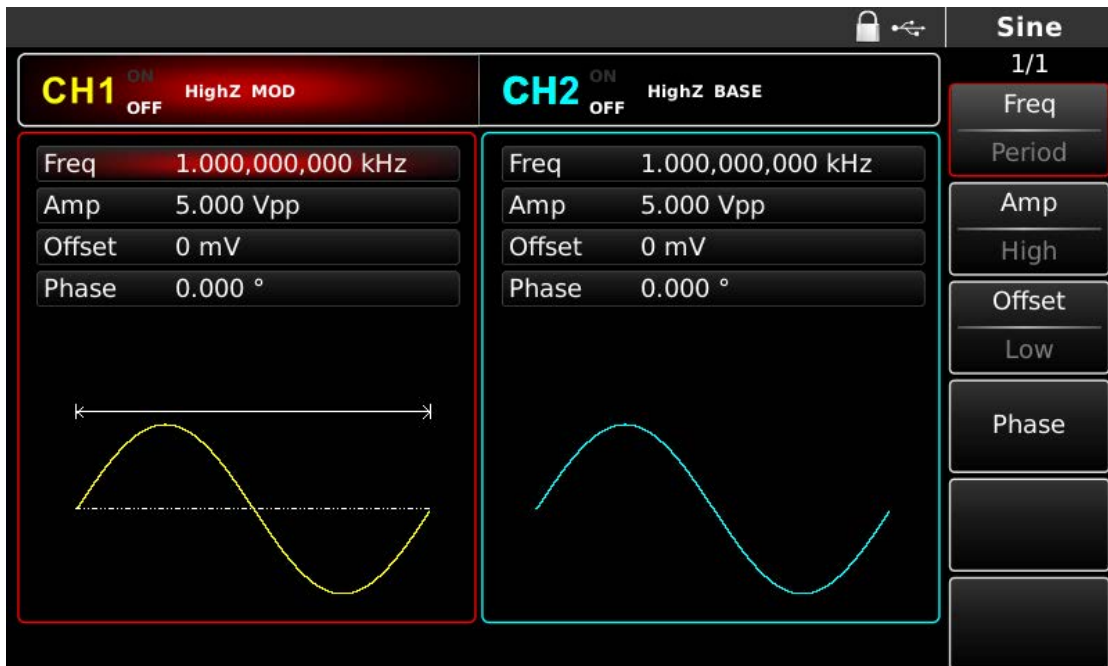 Sine
1/1
CH1 ON OFF HighZ MOD
CH2 ON OFF HighZ BASE
Freq 1.000,000,000 kHz
Amp 5.000 Vpp
Offset 0 mV
Phase 0.000 °
Freq 1.000,000,000 kHz
Amp 5.000 Vpp
Offset 0 mV
Phase 0.000 °
Freq
Period
Amp
High
Offset
Low
Phase